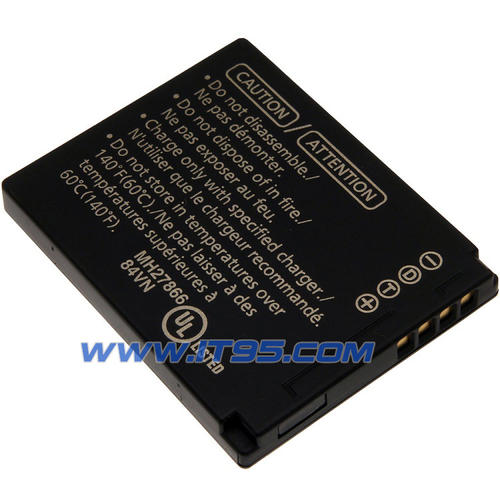 CAUTION / ATTENTION
• Do not disassemble./
Ne pas démonter.
• Do not dispose of in fire./
Ne pas exposer au feu.
• Charge only with specified charger./
N'utiliser que le chargeur spécifié.
• Do not store in temperatures over
140°F(60°C)./Ne pas ranger à des
températures supérieures à
60°C(140°F).
MH27866
84VN
UL
LISTED
+ T D −
WWW.IT95.COM